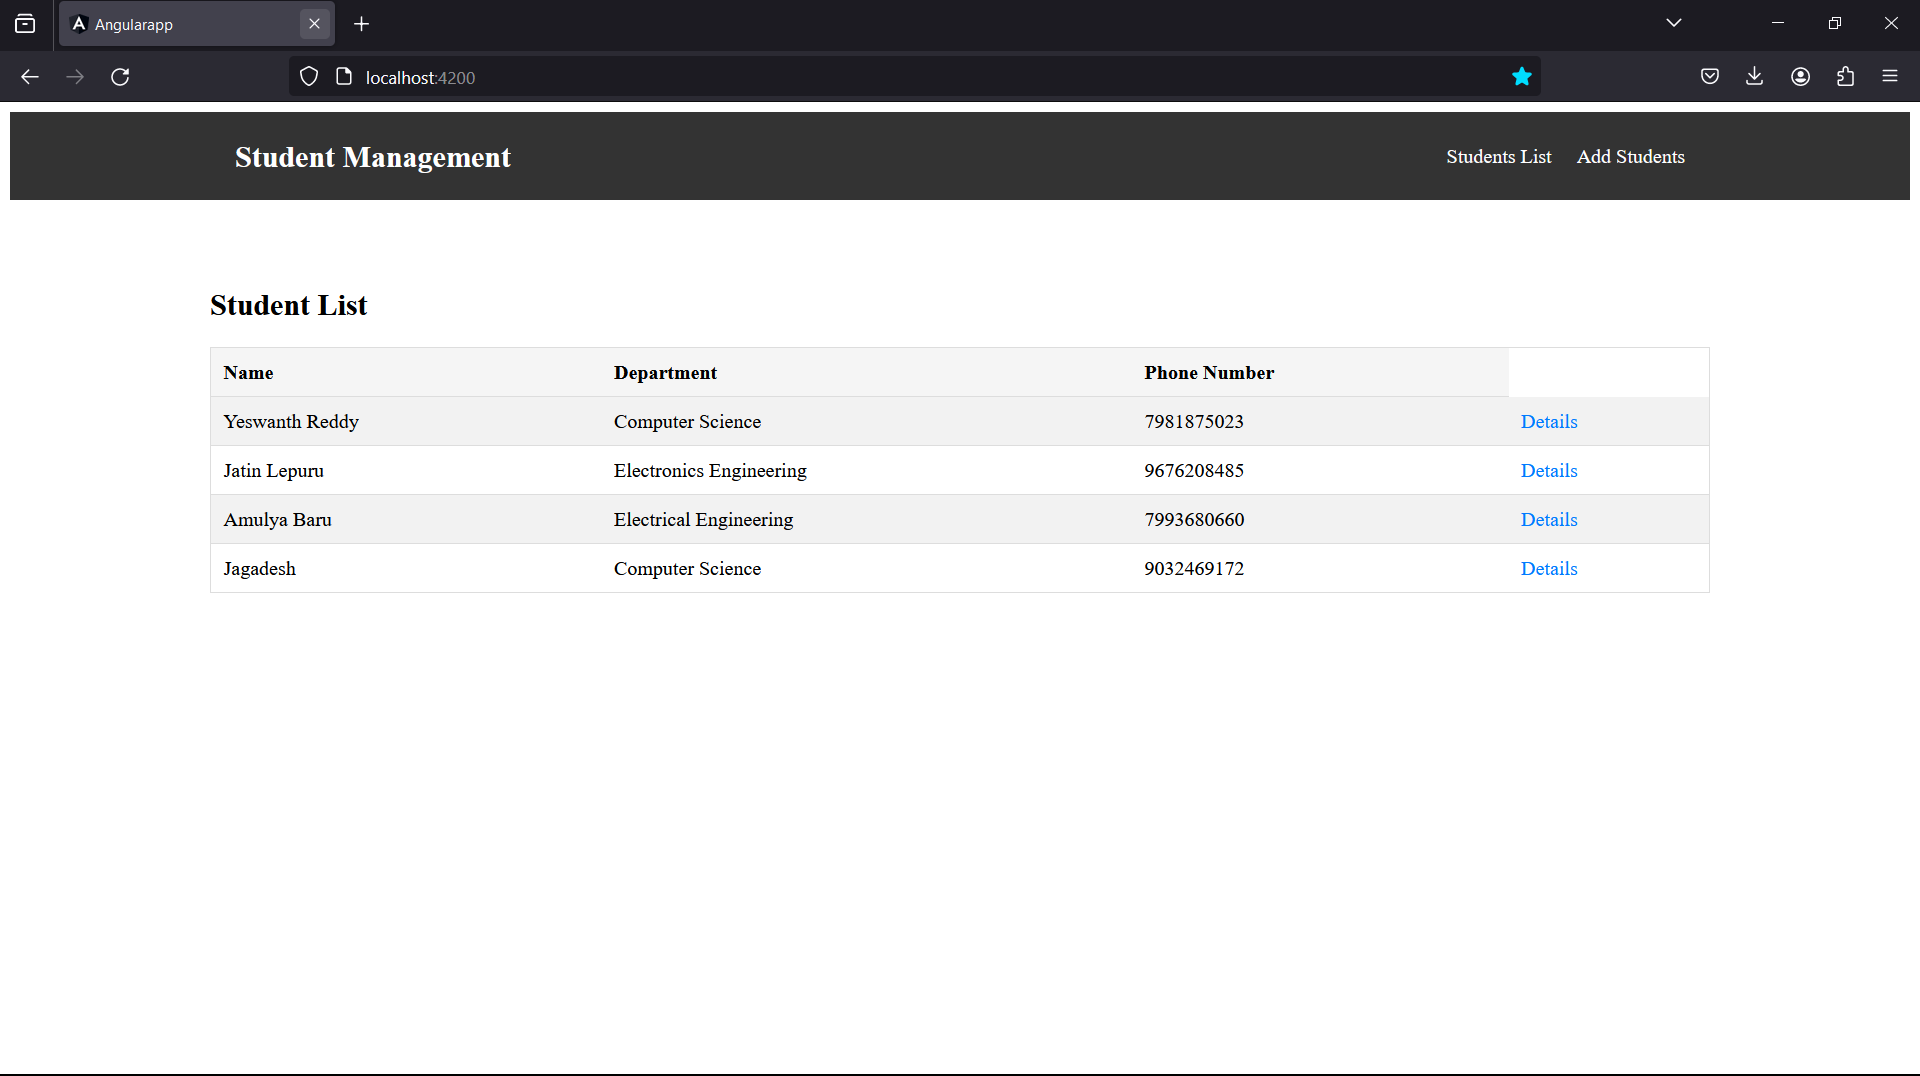 Angularapp
localhost:4200
Student Management
Students List Add Students
Student List
Name Department Phone Number
Yeswanth Reddy Computer Science 7981875023 Details
Jatin Lepuru Electronics Engineering 9676208485 Details
Amulya Baru Electrical Engineering 7993680660 Details
Jagadesh Computer Science 9032469172 Details